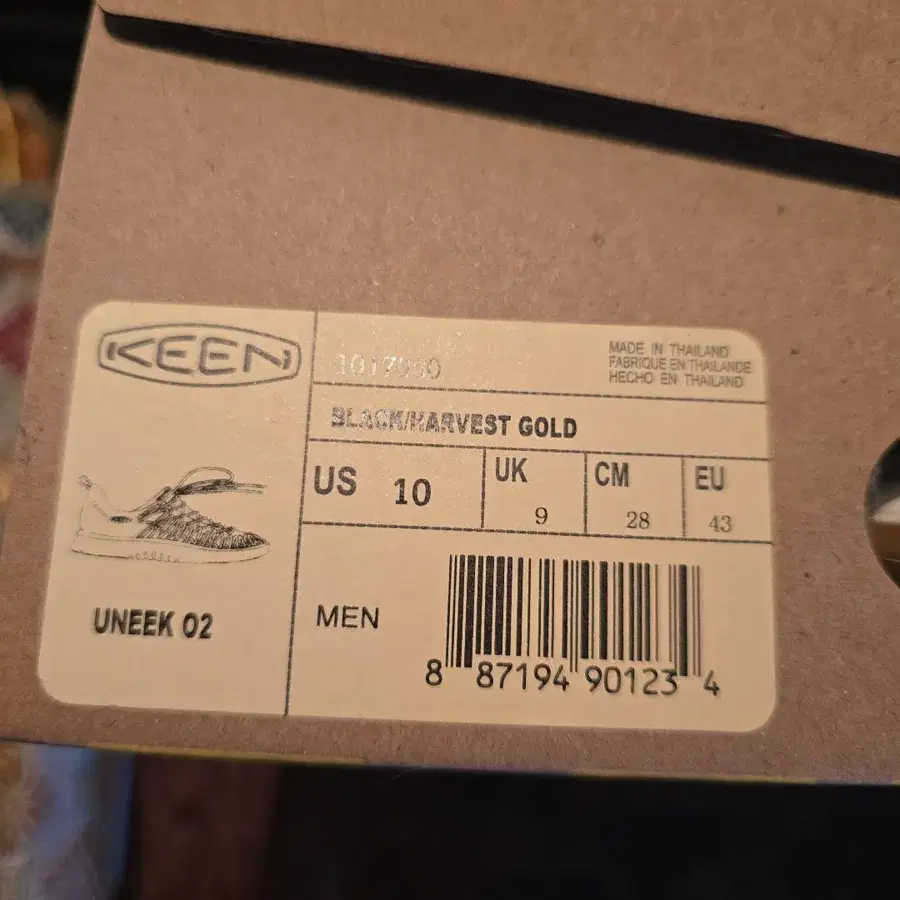 KEEN
MADE IN THAILAND
FABRIQUE EN THAILANDE
HECHO EN THAILAND
BLACK/HARVEST GOLD
US 10
UK 9
CM 28
EU 43
UNEEK 02
MEN
8 87194 90123 4